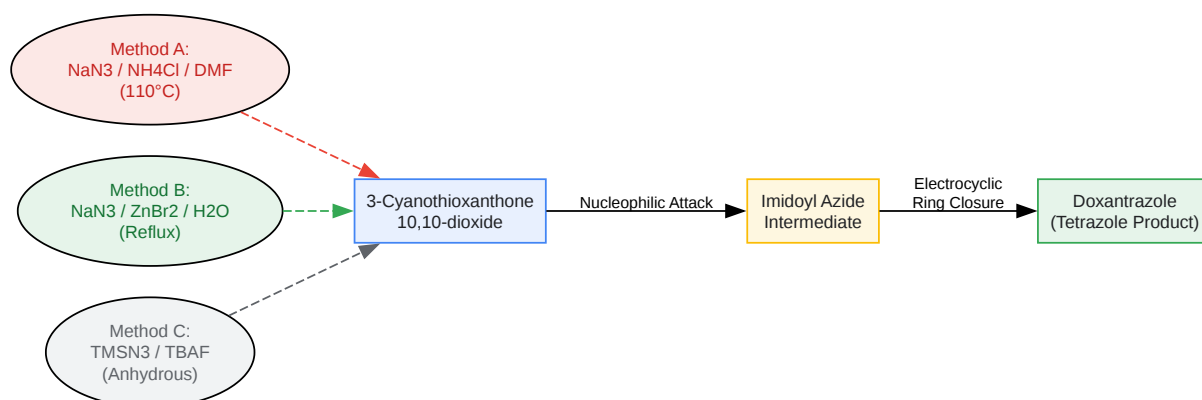 Method A:
NaN3 / NH4Cl / DMF
(110°C)
Method B:
NaN3 / ZnBr2 / H2O
(Reflux)
Method C:
TMSN3 / TBAF
(Anhydrous)
3-Cyanothioxanthone
10,10-dioxide
Nucleophilic Attack
Imidoyl Azide
Intermediate
Electrocyclic
Ring Closure
Doxantrazole
(Tetrazole Product)